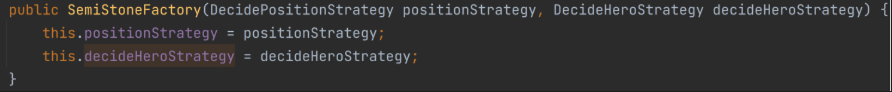 public SemiStoneFactory(DecidePositionStrategy positionStrategy, DecideHeroStrategy decideHeroStrategy) {
    this.positionStrategy = positionStrategy;
    this.decideHeroStrategy = decideHeroStrategy;
}